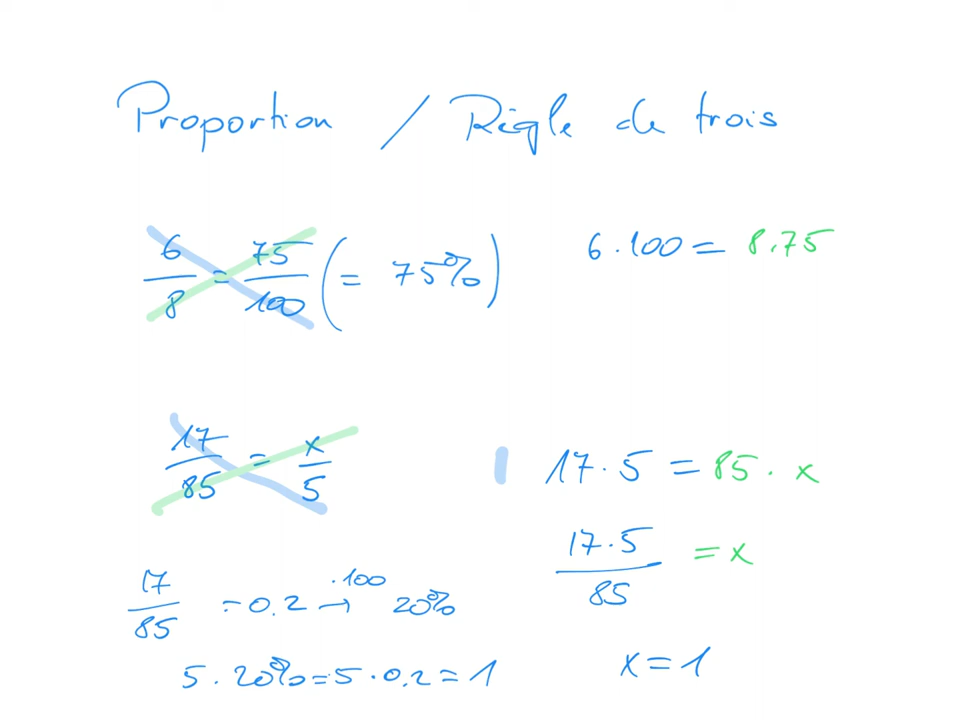 Proportion / Règle de trois
6/8 = 75/100 (= 75%)
6·100 = 8·75
17/85 = x/5
17·5 = 85·x
17·5/85 = x
17/85 = 0.2 →·100 20%
5·20% = 5·0.2 = 1
x = 1